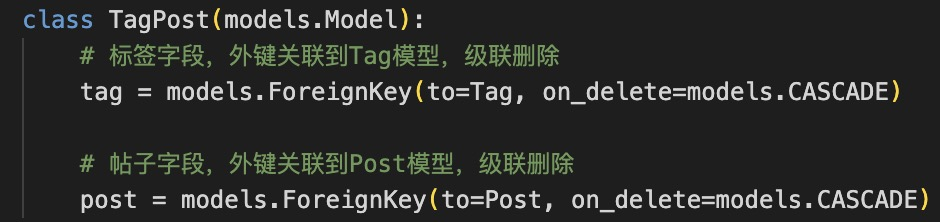 class TagPost(models.Model):
# 标签字段，外键关联到Tag模型，级联删除
tag = models.ForeignKey(to=Tag, on_delete=models.CASCADE)
# 帖子字段，外键关联到Post模型，级联删除
post = models.ForeignKey(to=Post, on_delete=models.CASCADE)